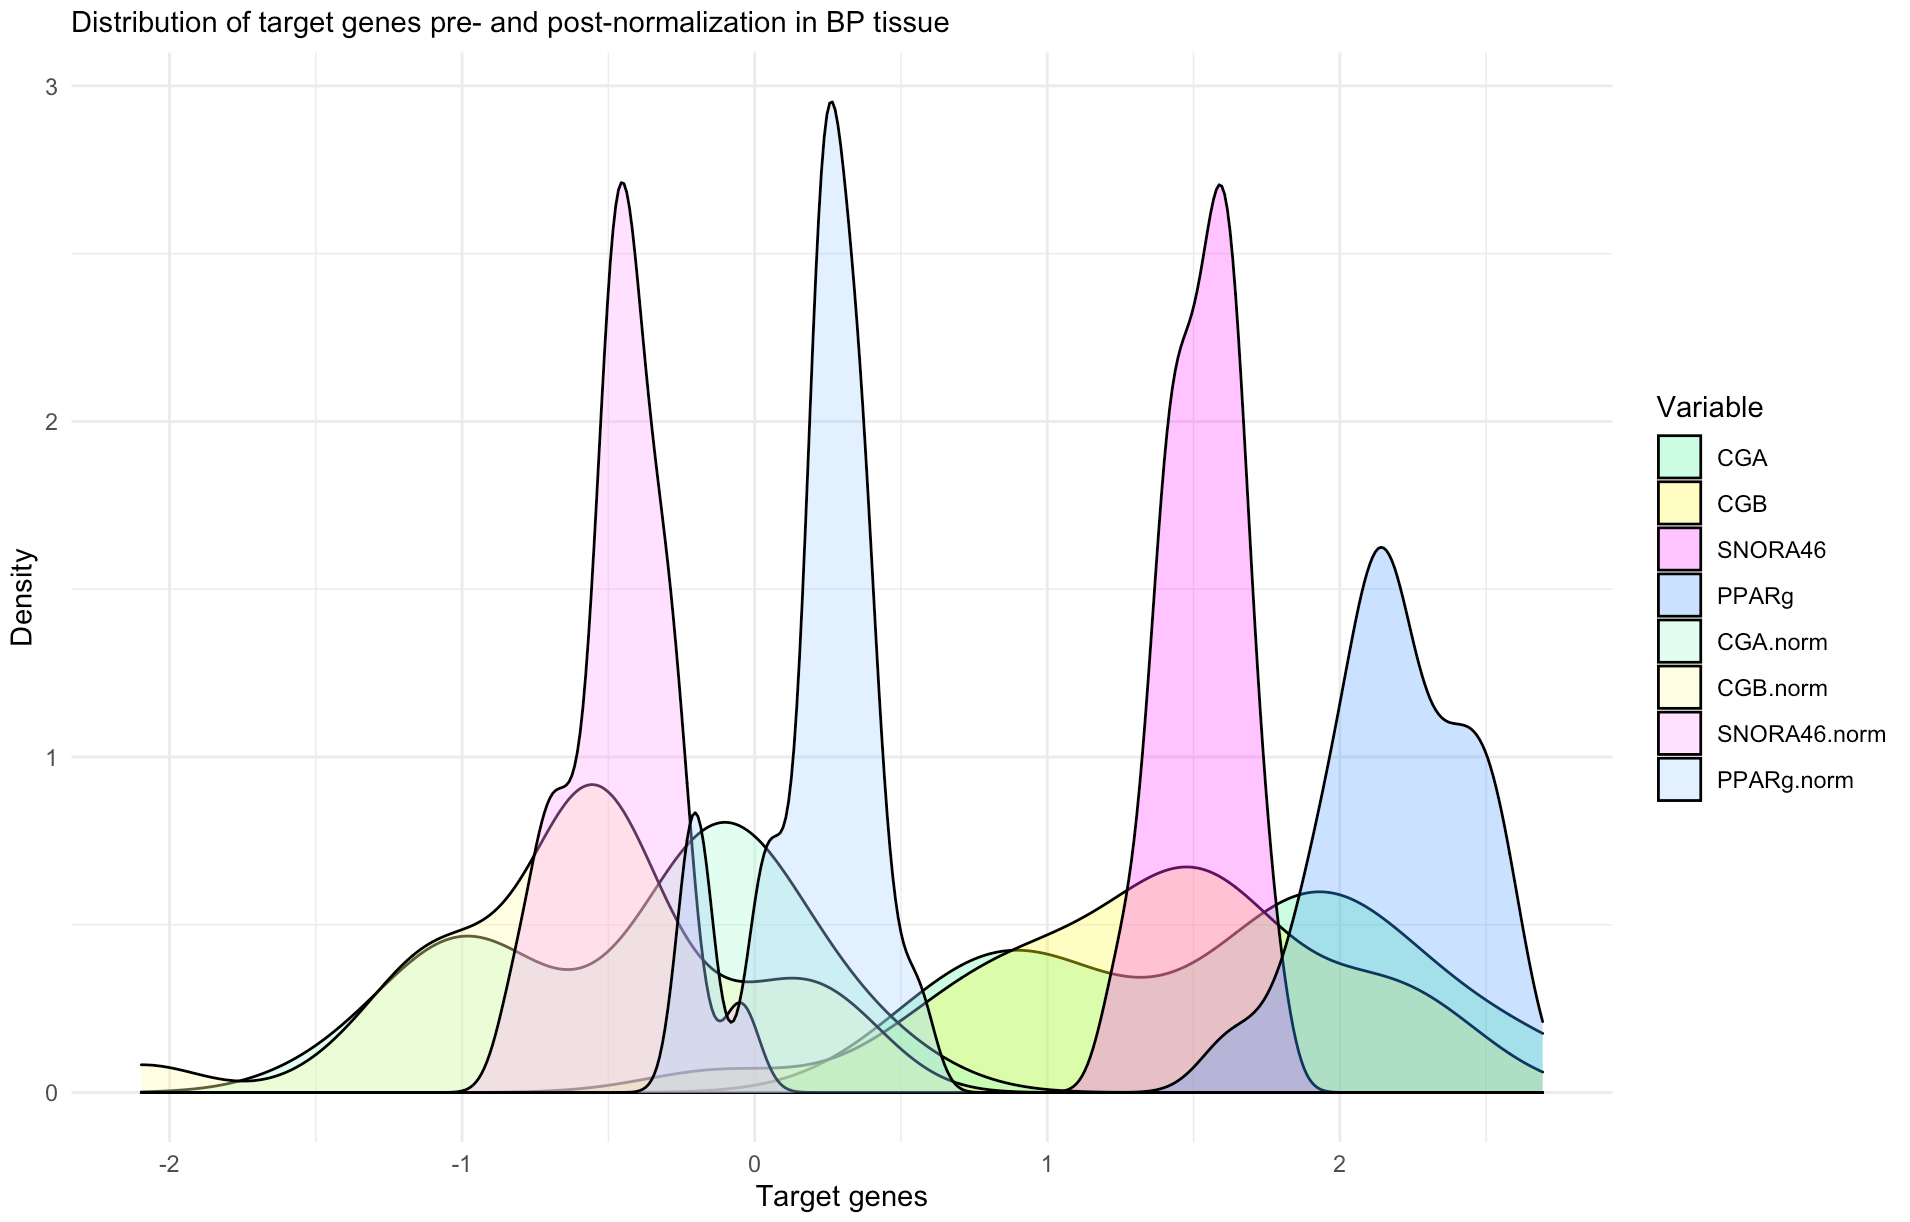 Distribution of target genes pre- and post-normalization in BP tissue
3
2
1
0
Density
-2
-1
0
1
2
Target genes
Variable
CGA
CGB
SNORA46
PPARg
CGA.norm
CGB.norm
SNORA46.norm
PPARg.norm